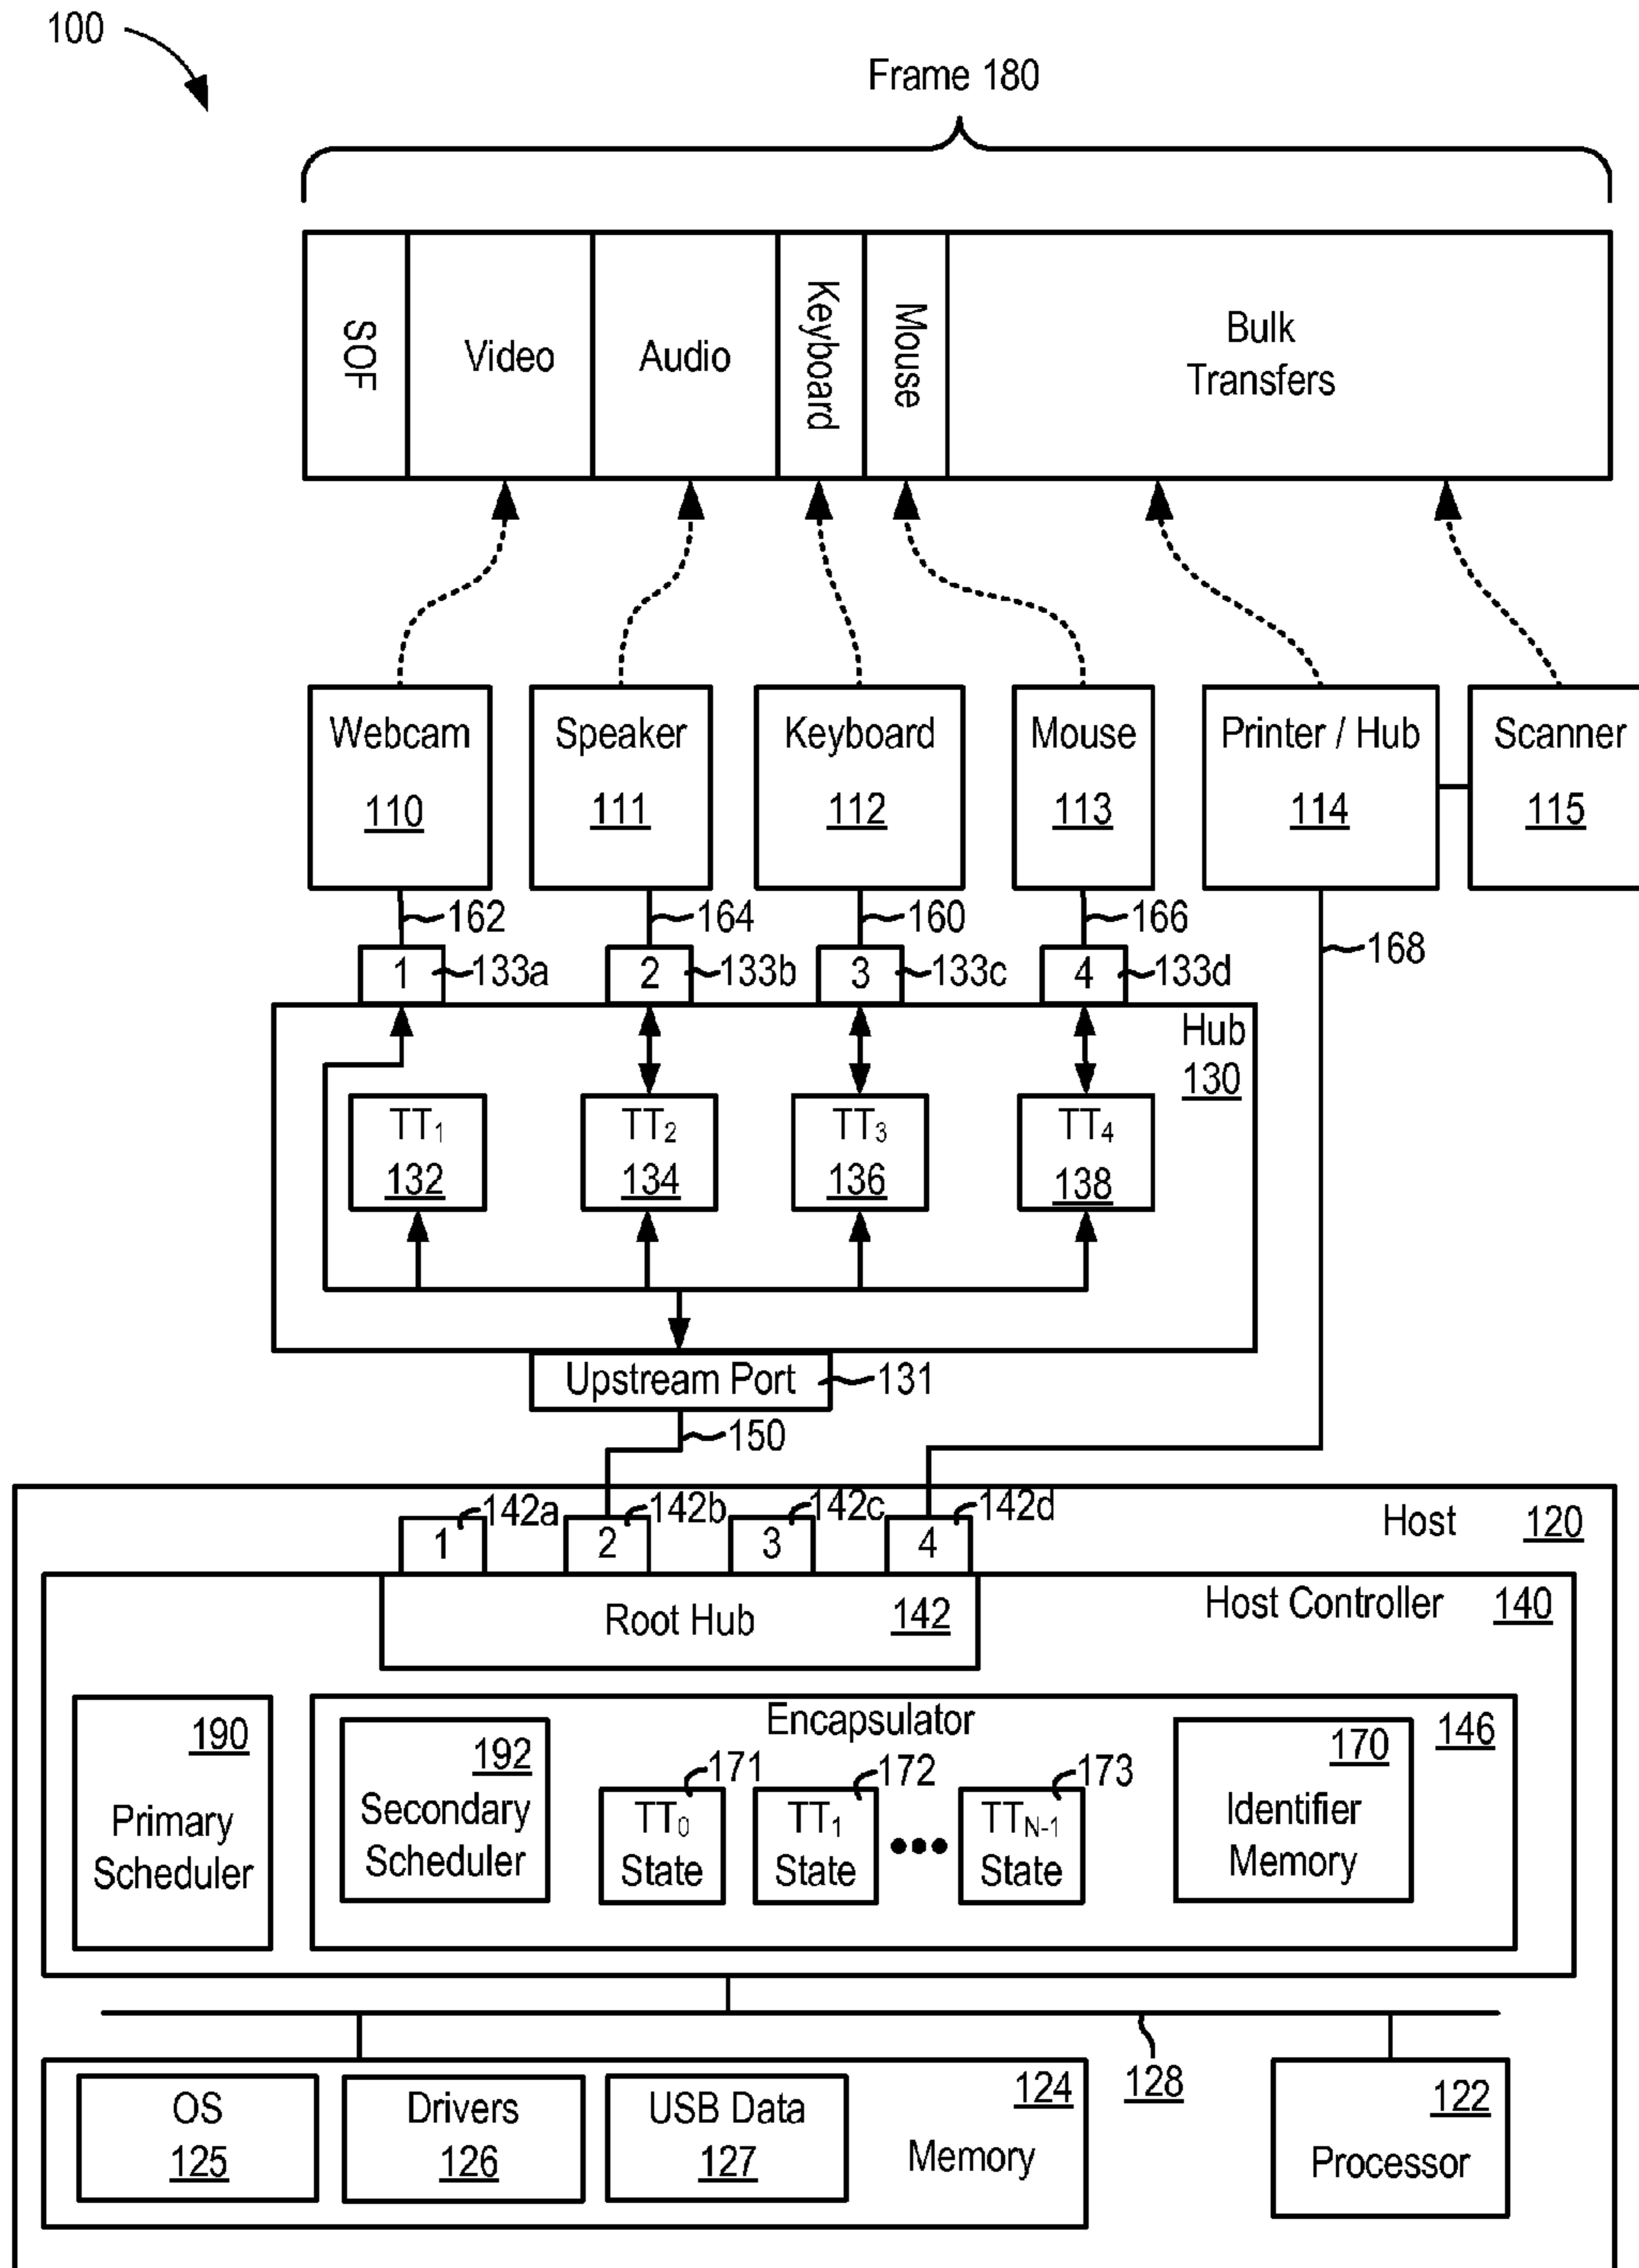 100
Frame 180
SOF
Video
Audio
Keyboard
Mouse
Bulk
Transfers
Webcam
110
Speaker
111
Keyboard
112
Mouse
113
Printer / Hub
114
Scanner
115
162
164
160
166
168
1
133a
2
133b
3
133c
4
133d
Hub
130
TT1
132
TT2
134
TT3
136
TT4
138
Upstream Port
131
150
142a
142b
142c
142d
1
2
3
4
Host 120
Root Hub 142
Host Controller 140
190
Primary
Scheduler
Encapsulator
146
192
Secondary
Scheduler
171
TT0
State
172
TT1
State
173
TTN-1
State
170
Identifier
Memory
128
OS
125
Drivers
126
USB Data
127
124
Memory
122
Processor